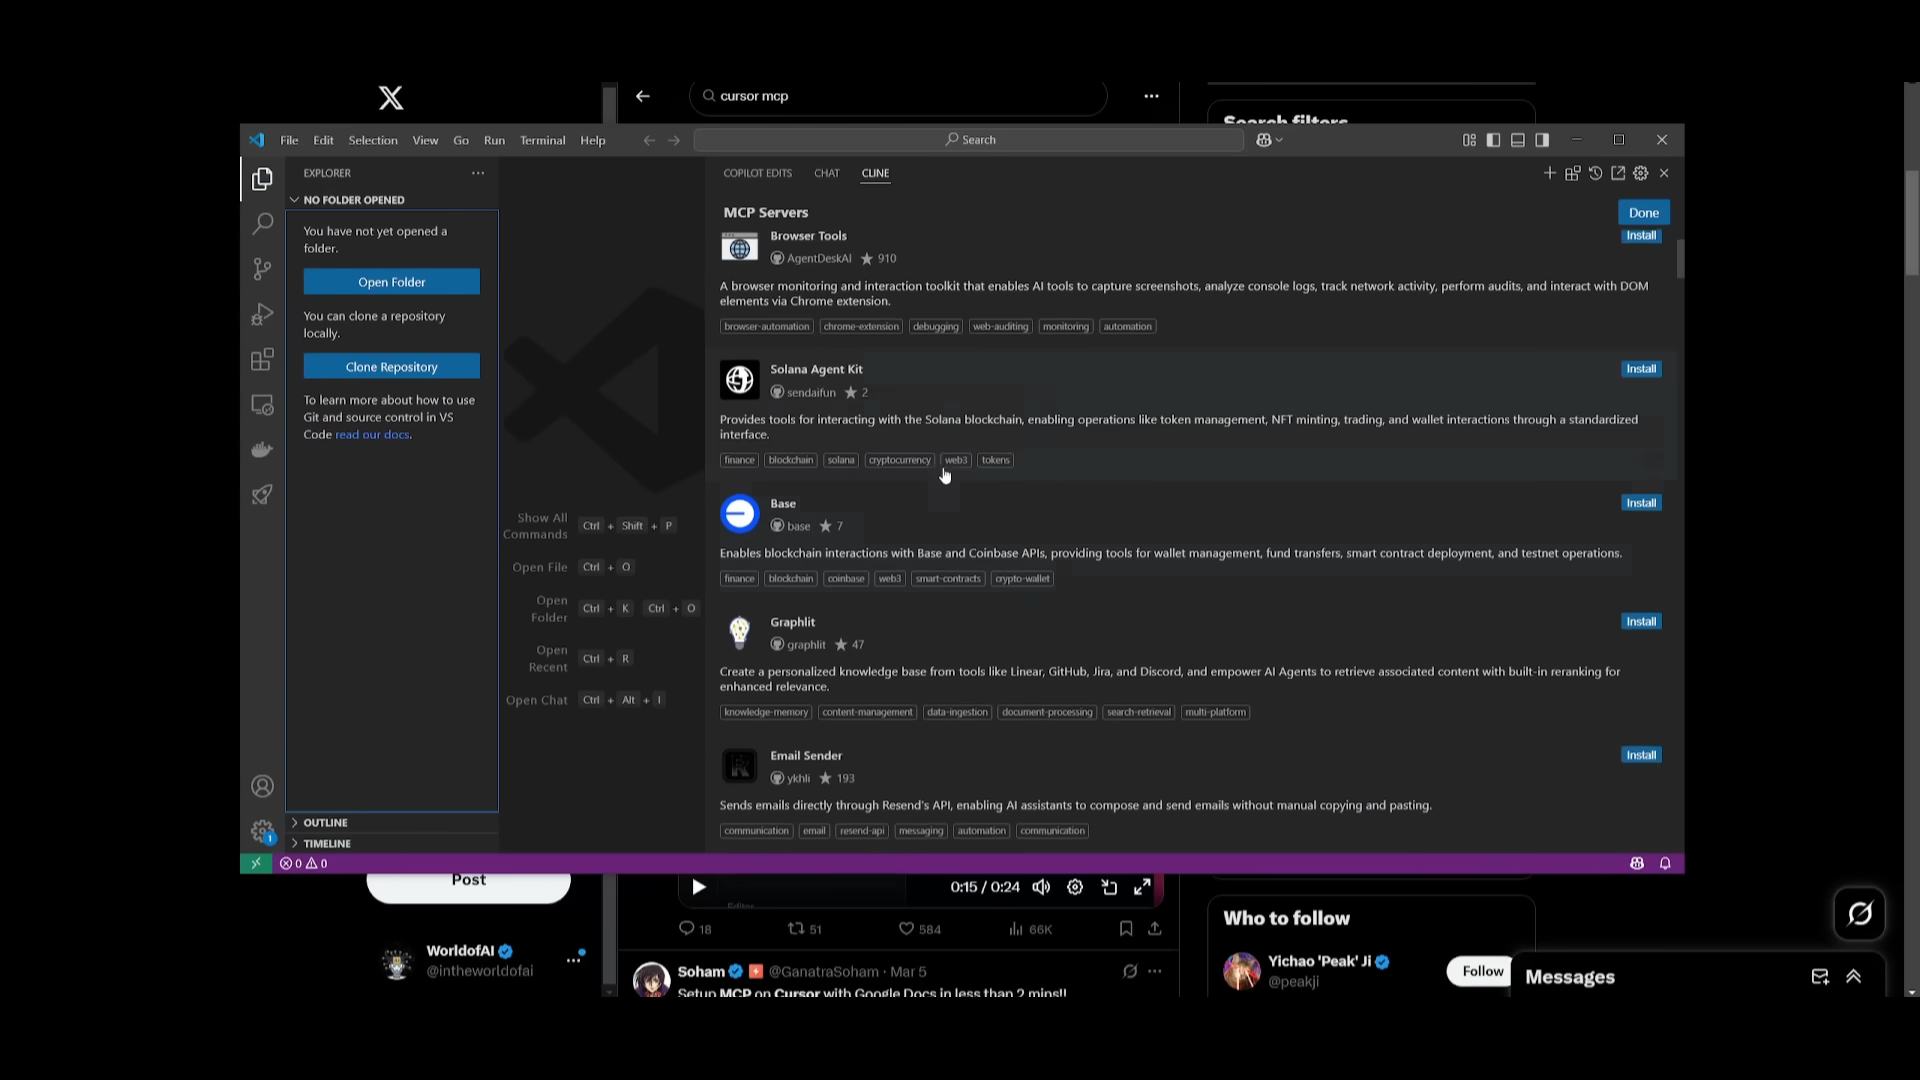 cursor mcp
Search filters
File Edit Selection View Go Run Terminal Help
Search
EXPLORER
NO FOLDER OPENED
You have not yet opened a
folder.
Open Folder
You can clone a repository
locally.
Clone Repository
To learn more about how to use
Git and source control in VS
Code read our docs.
OUTLINE
TIMELINE
Show All
Commands
Ctrl + Shift + P
Open File Ctrl + O
Open
Folder
Ctrl + K Ctrl + O
Open
Recent
Ctrl + R
Open Chat Ctrl + Alt + I
COPILOT EDITS CHAT CLINE
MCP Servers
Done
Browser Tools
Install
AgentDeskAI 910
A browser monitoring and interaction toolkit that enables AI tools to capture screenshots, analyze console logs, track network activity, perform audits, and interact with DOM
elements via Chrome extension.
browser-automation chrome-extension debugging web-auditing monitoring automation
Solana Agent Kit
Install
sendaifun 2
Provides tools for interacting with the Solana blockchain, enabling operations like token management, NFT minting, trading, and wallet interactions through a standardized
interface.
finance blockchain solana cryptocurrency web3 tokens
Base
Install
base 7
Enables blockchain interactions with Base and Coinbase APIs, providing tools for wallet management, fund transfers, smart contract deployment, and testnet operations.
finance blockchain coinbase web3 smart-contracts crypto-wallet
Graphlit
Install
graphlit 47
Create a personalized knowledge base from tools like Linear, GitHub, Jira, and Discord, and empower AI Agents to retrieve associated content with built-in reranking for
enhanced relevance.
knowledge-memory content-management data-ingestion document-processing search-retrieval multi-platform
Email Sender
Install
ykhli 193
Sends emails directly through Resend's API, enabling AI assistants to compose and send emails without manual copying and pasting.
communication email resend-api messaging automation communication
1
0 0
Post
WorldofAI
@intheworldofai
0:15 / 0:24
18 51 584 66K
Soham @GanatraSoham · Mar 5
Setup MCP on Cursor with Google Docs in less than 2 mins!!
Who to follow
Yichao 'Peak' Ji
@peakji
Follow
Messages